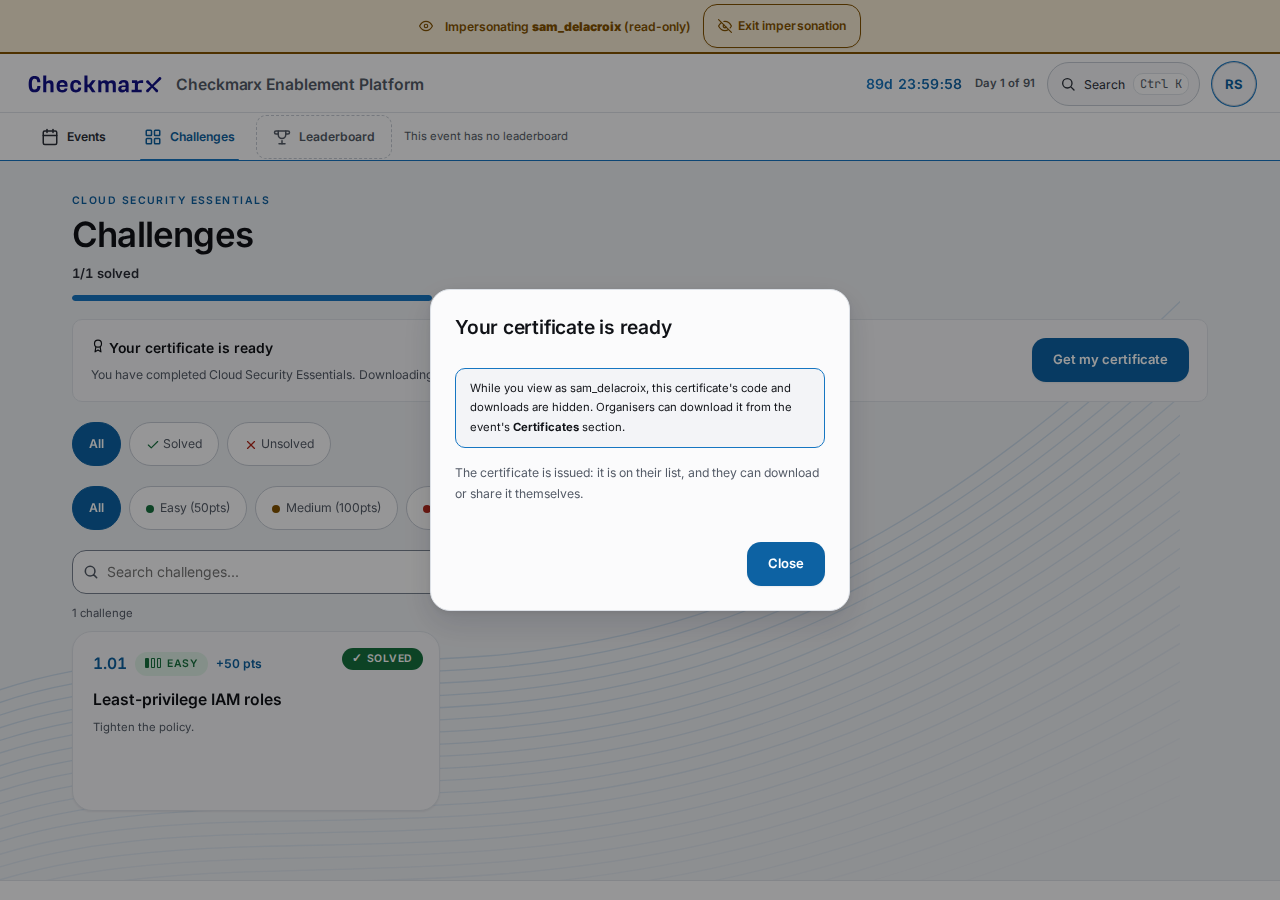 Impersonating sam_delacroix (read-only)
Exit impersonation
Checkmarx
Checkmarx Enablement Platform
89d 23:59:58
Day 1 of 91
Search
Ctrl K
RS
Events
Challenges
Leaderboard
This event has no leaderboard
CLOUD SECURITY ESSENTIALS
Challenges
1/1 solved
Your certificate is ready
You have completed Cloud Security Essentials. Downloading
Get my certificate
All
Solved
Unsolved
All
Easy (50pts)
Medium (100pts)
Search challenges...
1 challenge
1.01
EASY
+50 pts
✓ SOLVED
Least-privilege IAM roles
Tighten the policy.
Your certificate is ready
While you view as sam_delacroix, this certificate's code and
downloads are hidden. Organisers can download it from the
event's Certificates section.
The certificate is issued: it is on their list, and they can download
or share it themselves.
Close